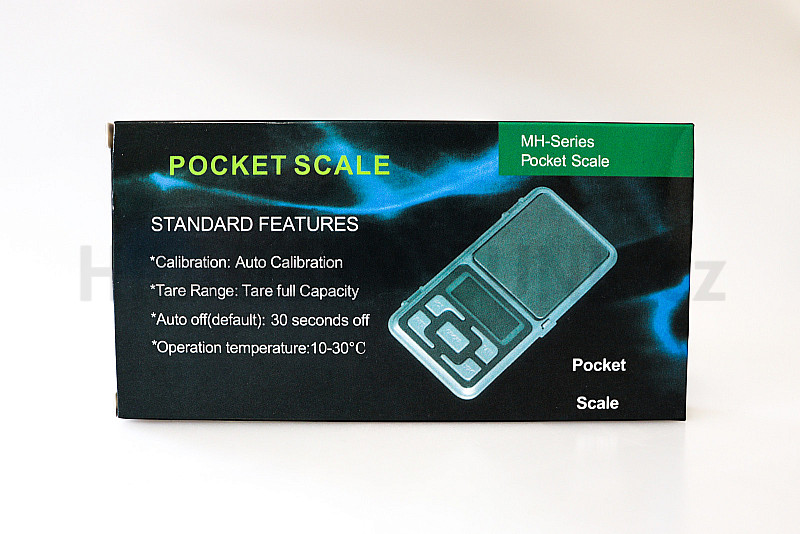 POCKET SCALE
MH-Series
Pocket Scale
STANDARD FEATURES
*Calibration: Auto Calibration
*Tare Range: Tare full Capacity
*Auto off(default): 30 seconds off
*Operation temperature:10-30°C
Pocket
Scale